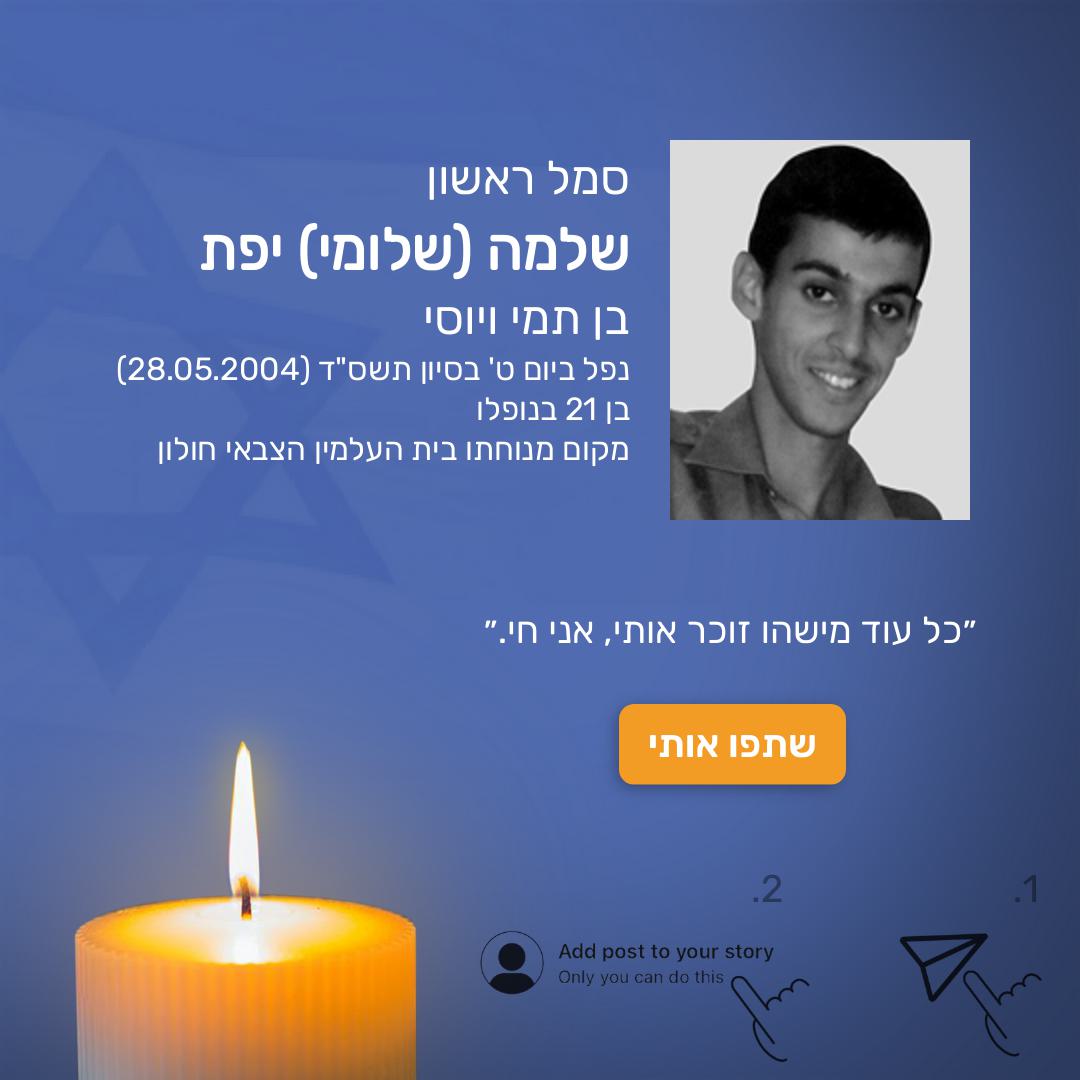 סמל ראשון
שלמה (שלומי) יפת
בן תמי ויוסי
נפל ביום ט' בסיון תשס"ד (28.05.2004)
בן 21 בנופלו
מקום מנוחתו בית העלמין הצבאי חולון
״כל עוד מישהו זוכר אותי, אני חי.״
שתפו אותי
.1
.2
Add post to your story
Only you can do this